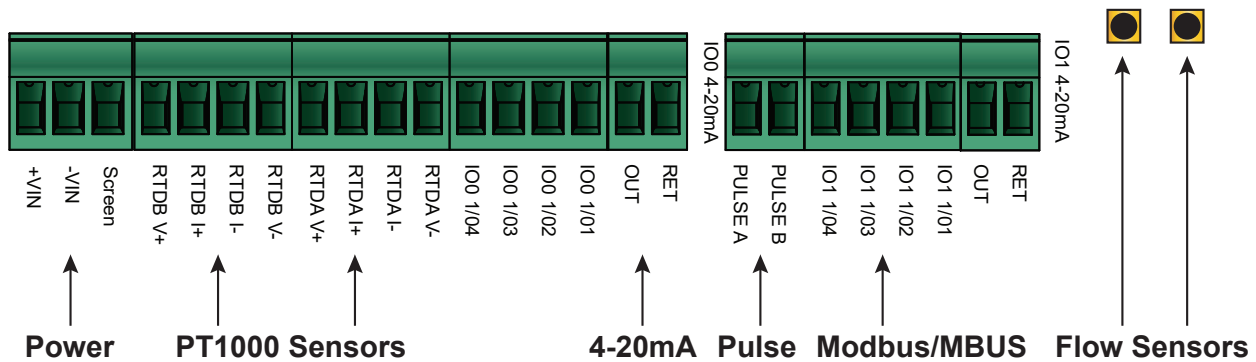 IO0 4-20mA
IO1 4-20mA
+VIN
-VIN
Screen
RTDB V+
RTDB I+
RTDB I-
RTDB V-
RTDA V+
RTDA I+
RTDA I-
RTDA V-
IO0 1/04
IO0 1/03
IO0 1/02
IO0 1/01
OUT
RET
PULSE A
PULSE B
IO1 1/04
IO1 1/03
IO1 1/02
IO1 1/01
OUT
RET
Power
PT1000 Sensors
4-20mA
Pulse
Modbus/MBUS
Flow Sensors